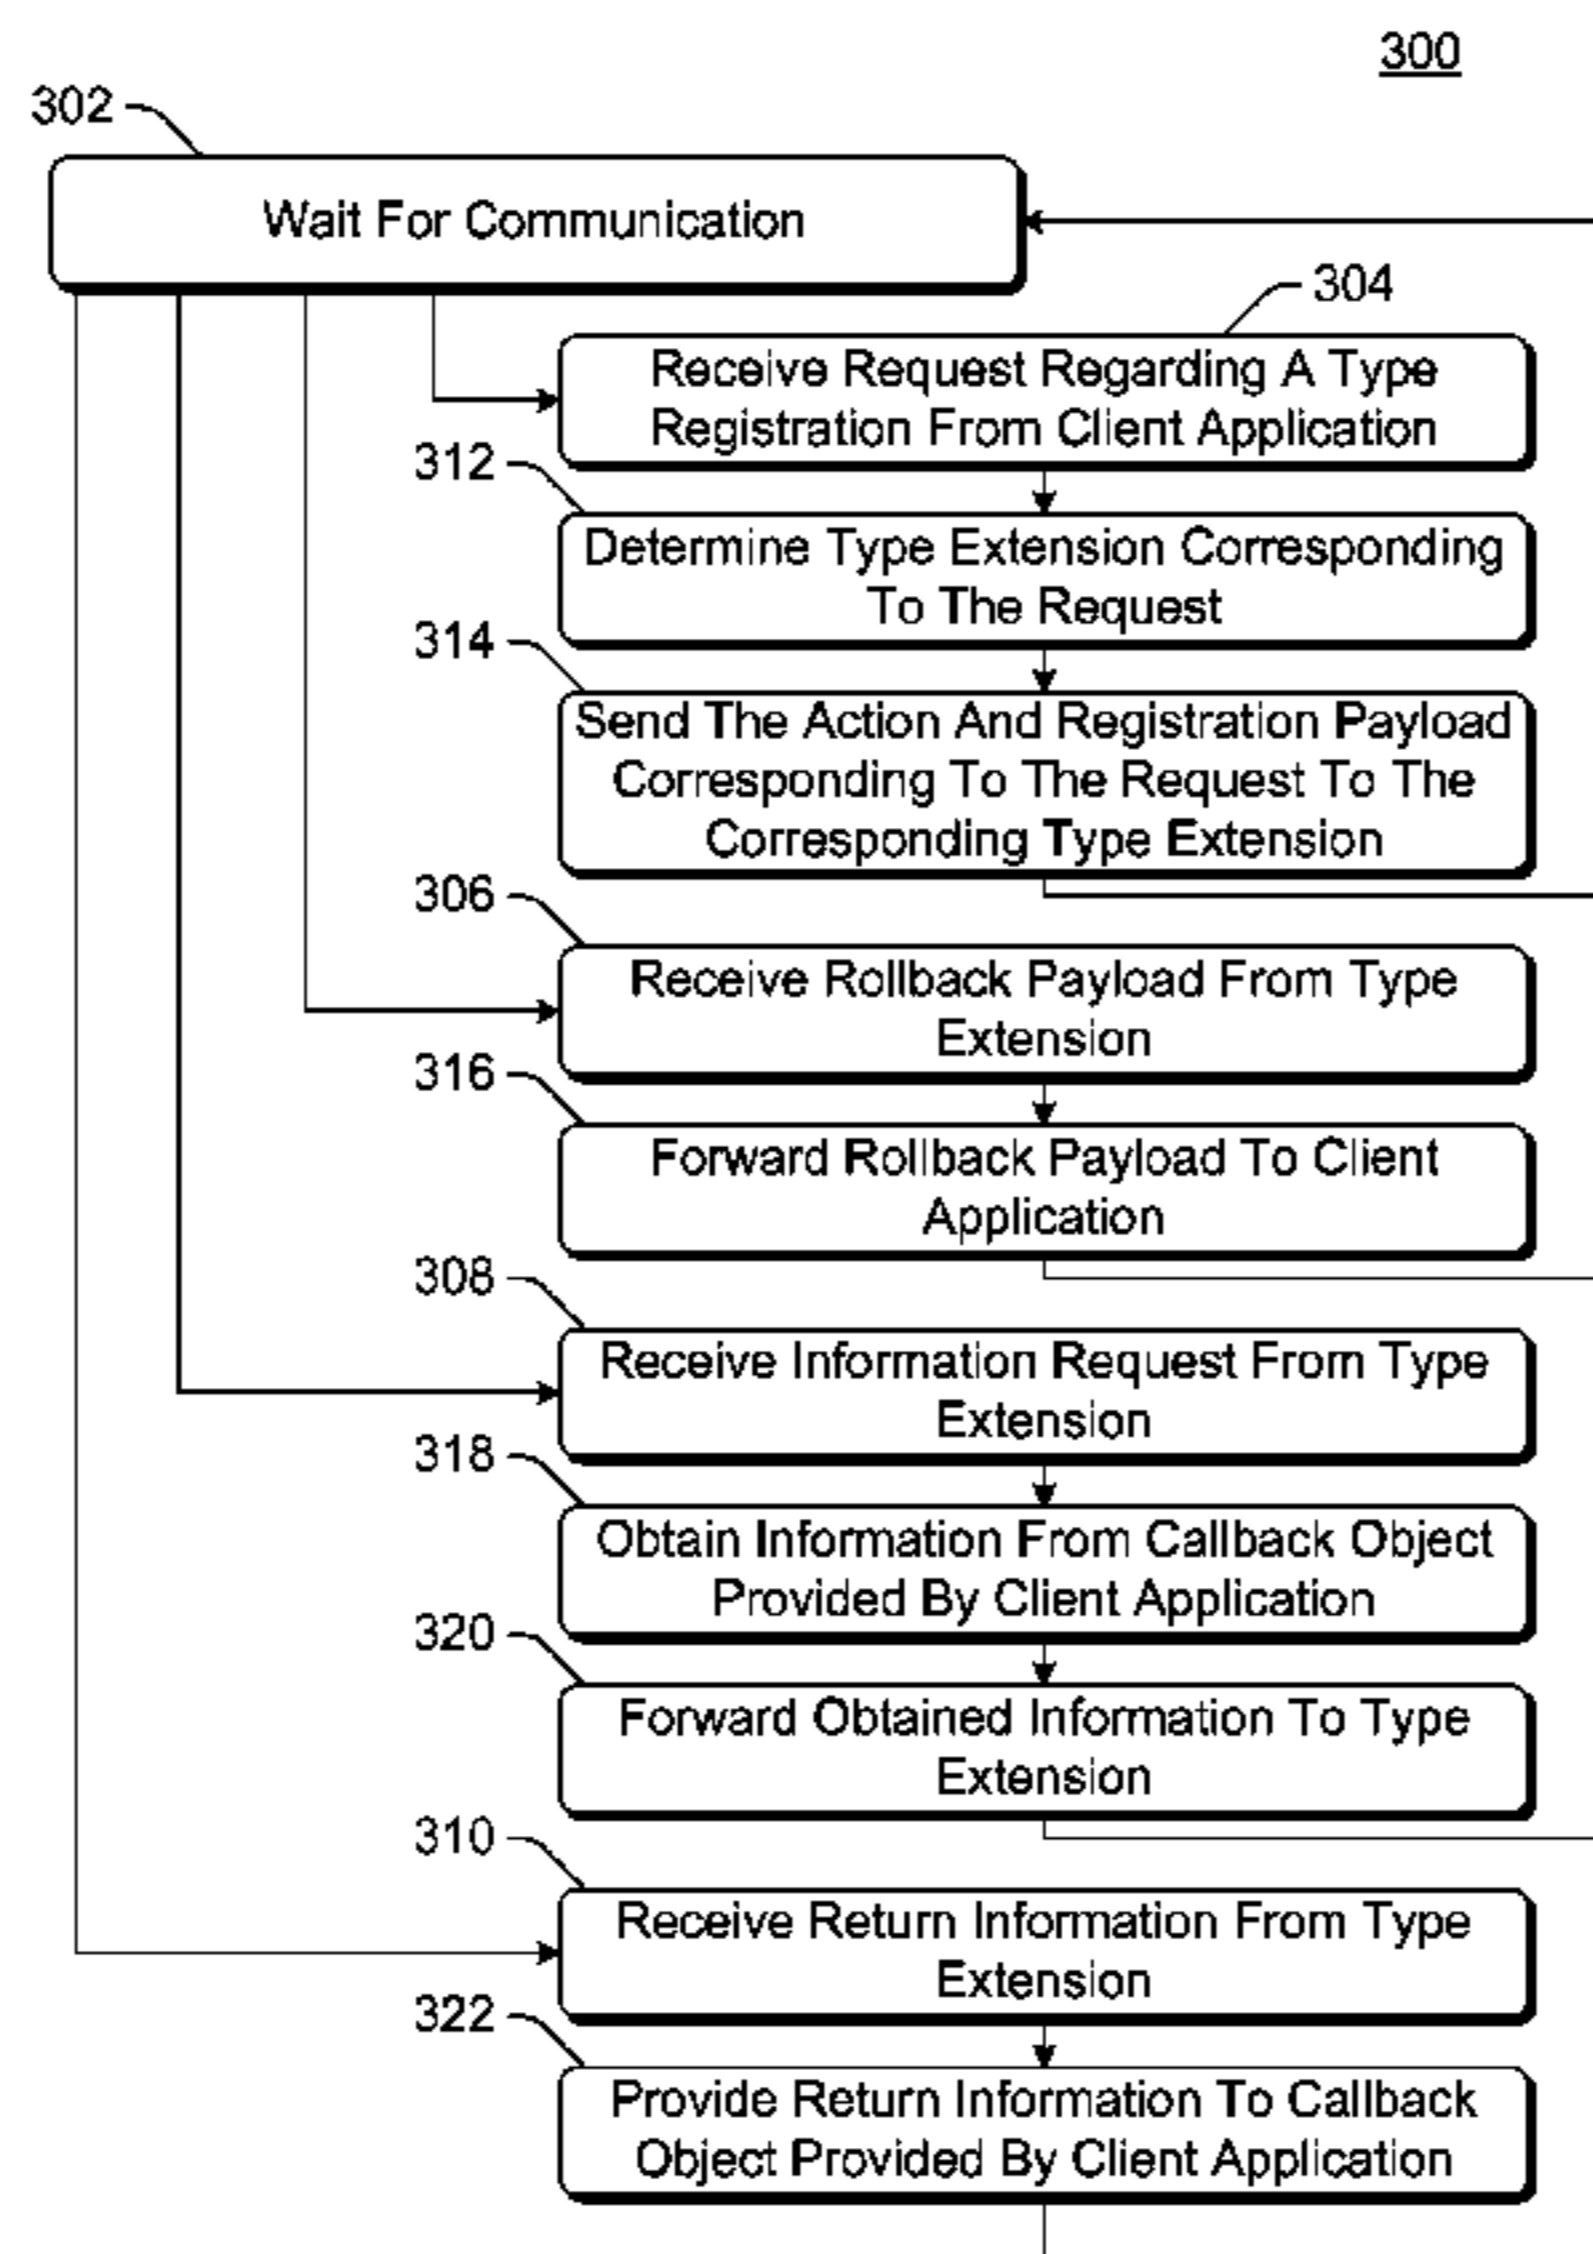 300
302
Wait For Communication
304
Receive Request Regarding A Type
Registration From Client Application
312
Determine Type Extension Corresponding
To The Request
314
Send The Action And Registration Payload
Corresponding To The Request To The
Corresponding Type Extension
306
Receive Rollback Payload From Type
Extension
316
Forward Rollback Payload To Client
Application
308
Receive Information Request From Type
Extension
318
Obtain Information From Callback Object
Provided By Client Application
320
Forward Obtained Information To Type
Extension
310
Receive Return Information From Type
Extension
322
Provide Return Information To Callback
Object Provided By Client Application